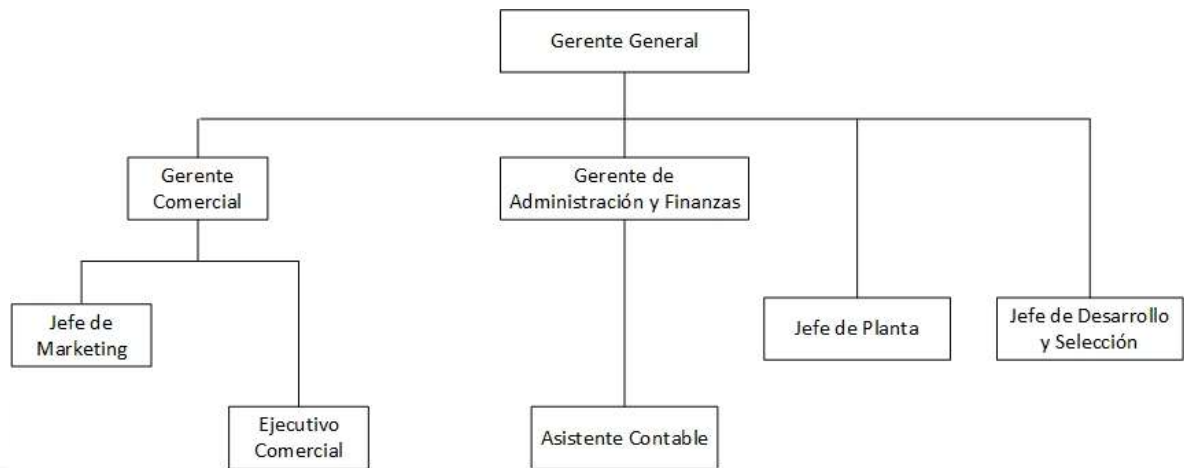 Gerente General
Gerente
Comercial
Gerente de
Administración y Finanzas
Jefe de
Marketing
Jefe de Planta
Jefe de Desarrollo
y Selección
Ejecutivo
Comercial
Asistente Contable